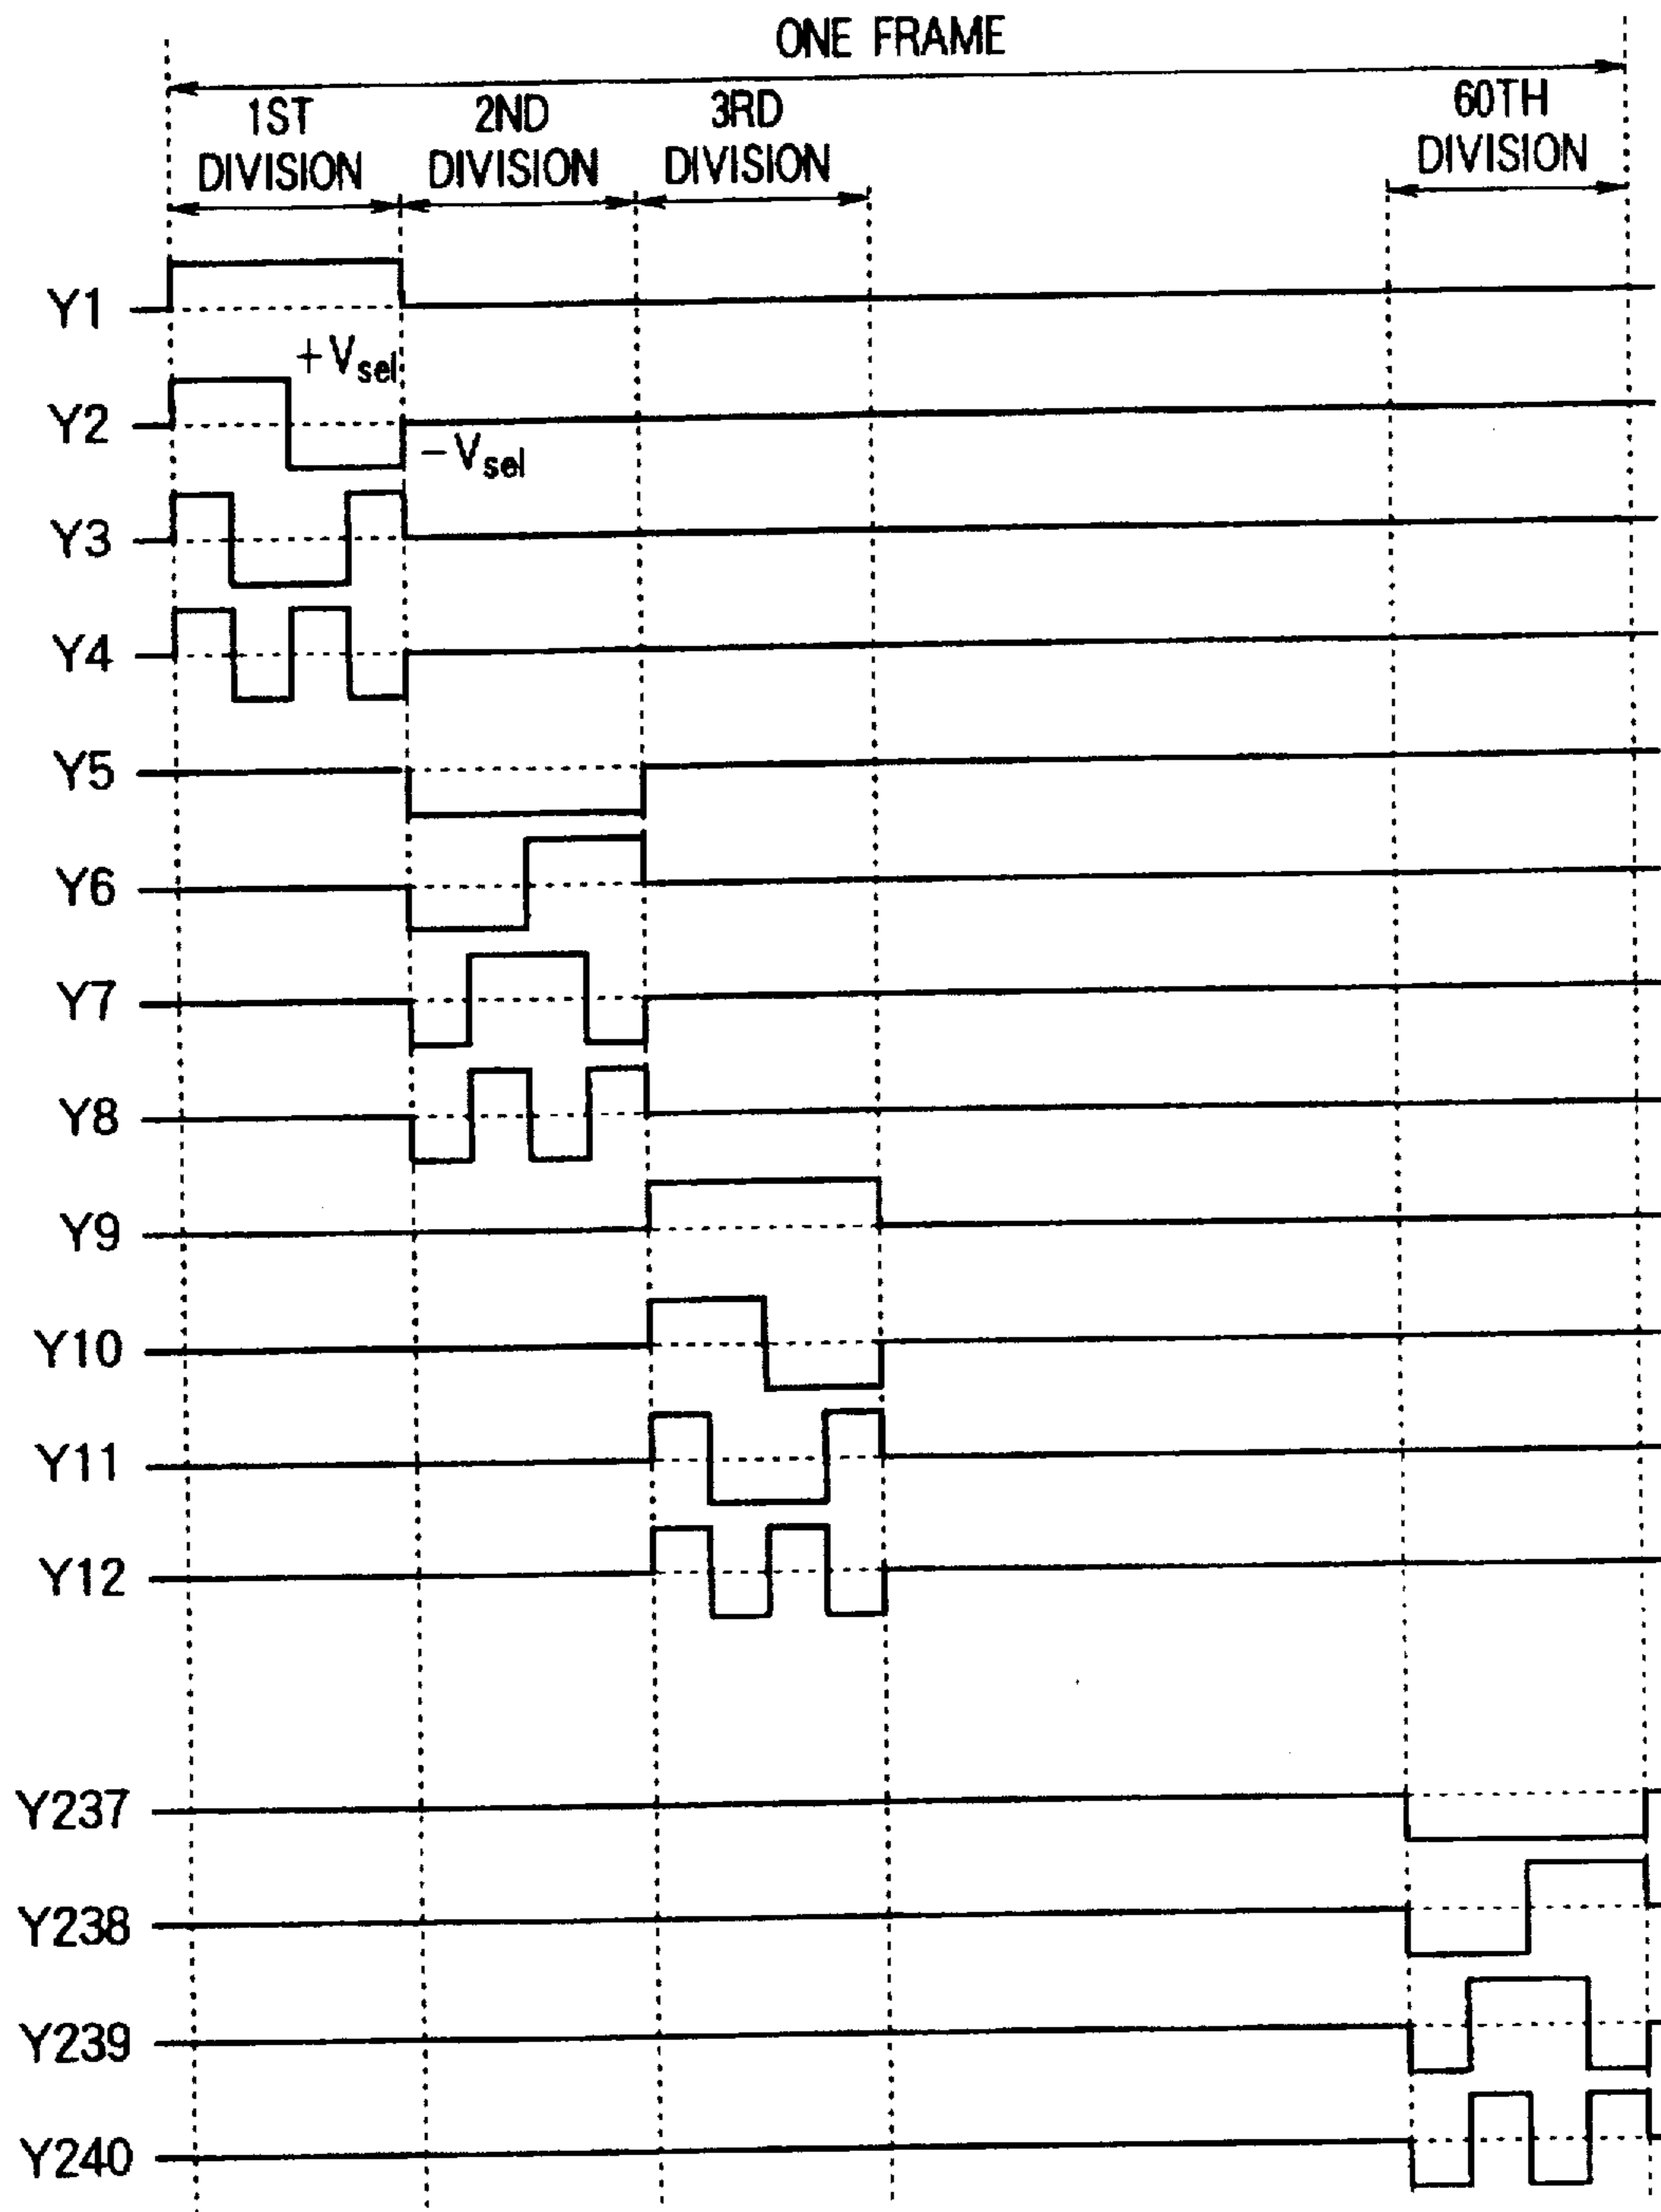 ONE FRAME
1ST DIVISION
2ND DIVISION
3RD DIVISION
60TH DIVISION
Y1
+Vsel
Y2
-Vsel
Y3
Y4
Y5
Y6
Y7
Y8
Y9
Y10
Y11
Y12
Y237
Y238
Y239
Y240